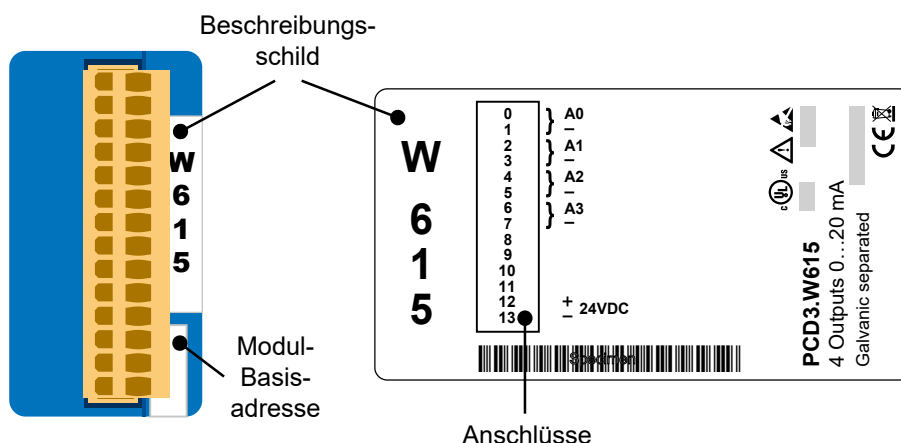 Beschreibungs-
schild
W
6
1
5
Modul-
Basis-
adresse
W
6
1
5
0
1
2
3
4
5
6
7
8
9
10
11
12
13
A0
–
A1
–
A2
–
A3
–
+
–
24VDC
Specimen
Anschlüsse
PCD3.W615
4 Outputs 0...20 mA
Galvanic separated
c UL us
CE